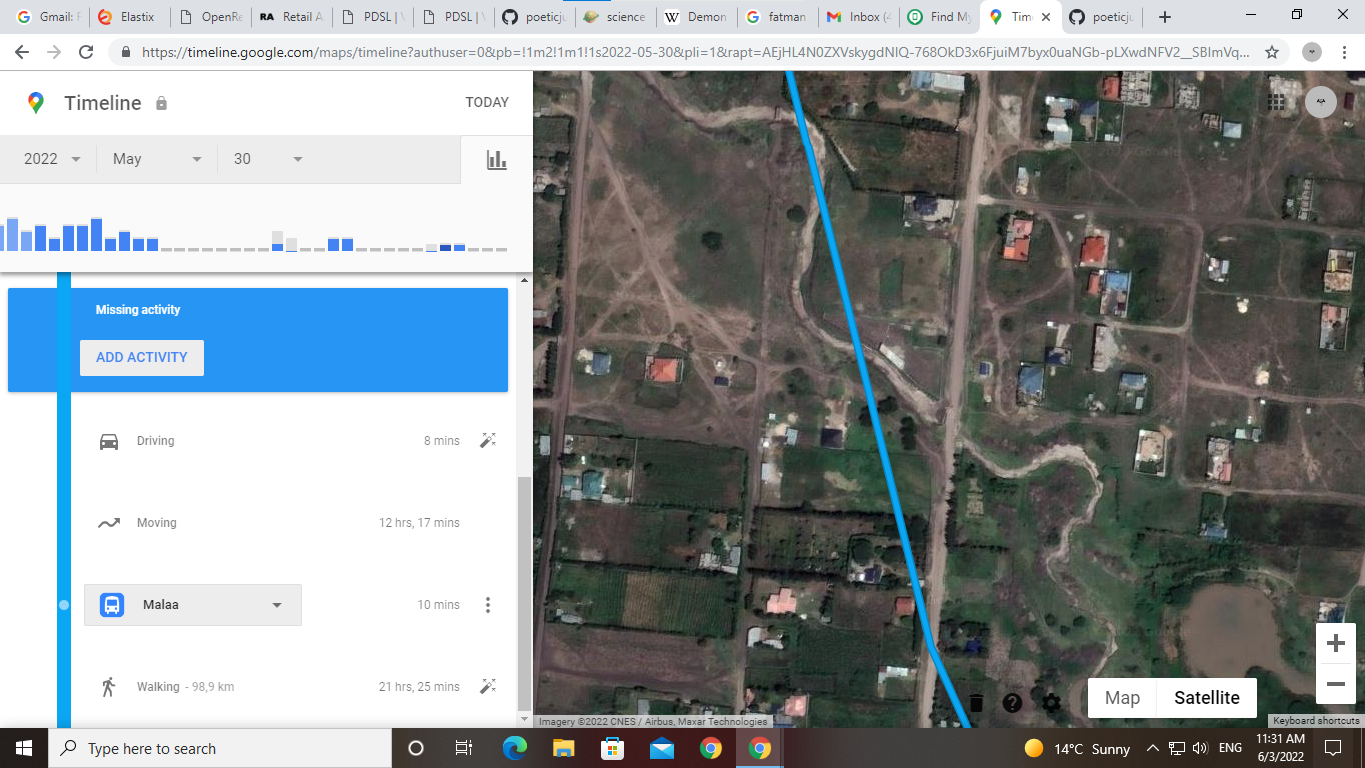 Gmail: F
Elastix
OpenRe
RA Retail A
PDSL | V
PDSL | V
poeticju
science
W Demon
fatman
Inbox (4
Find My
Time
poeticju
https://timeline.google.com/maps/timeline?authuser=0&pb=!1m2!1m1!1s2022-05-30&pli=1&rapt=AEjHL4N0ZXVskygdNIQ-768OkD3x6FjuiM7byx0uaNGb-pLXwdNFV2__SBImVq...
Timeline
TODAY
2022 May 30
Missing activity
ADD ACTIVITY
Driving 8 mins
Moving 12 hrs, 17 mins
Malaa 10 mins
Walking - 98,9 km 21 hrs, 25 mins
Map Satellite
Imagery ©2022 CNES / Airbus, Maxar Technologies
Keyboard shortcuts
Type here to search
14°C Sunny
ENG
11:31 AM
6/3/2022